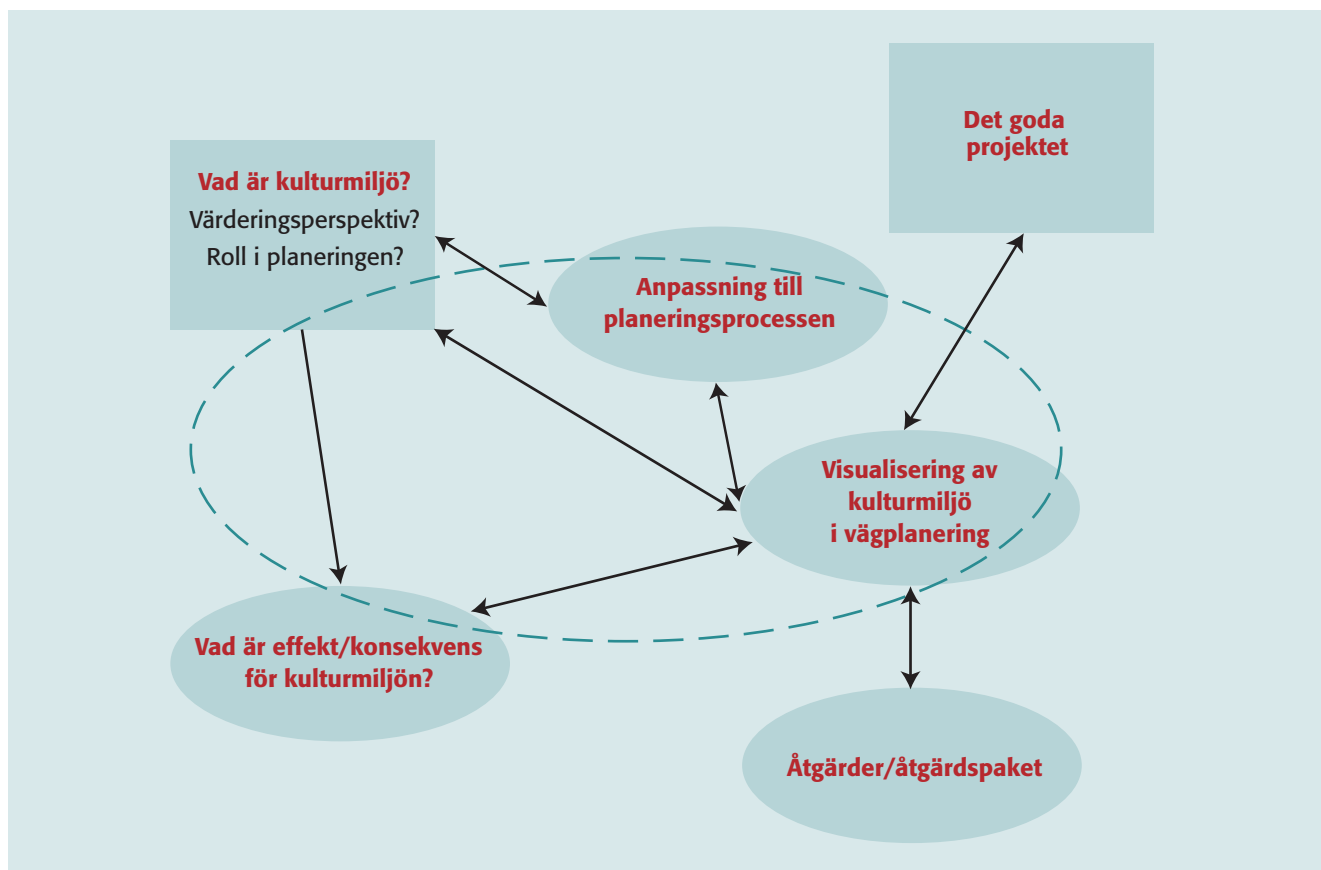 Det goda
projektet
Vad är kulturmiljö?
Värderingsperspektiv?
Roll i planeringen?
Anpassning till
planeringsprocessen
Visualisering av
kulturmiljö
i vägplanering
Vad är effekt/konsekvens
för kulturmiljön?
Åtgärder/åtgärdspaket